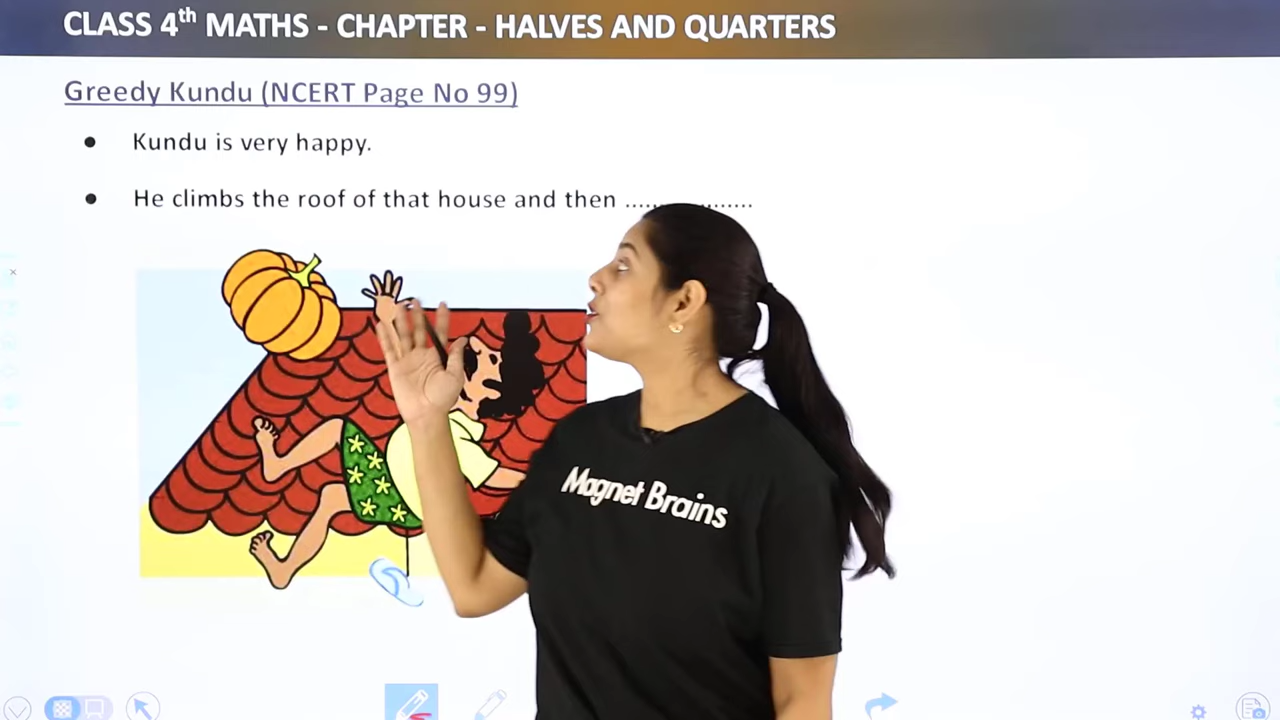 CLASS 4th MATHS - CHAPTER - HALVES AND QUARTERS
Greedy Kundu (NCERT Page No 99)
● Kundu is very happy.
● He climbs the roof of that house and then ..................
Magnet Brains